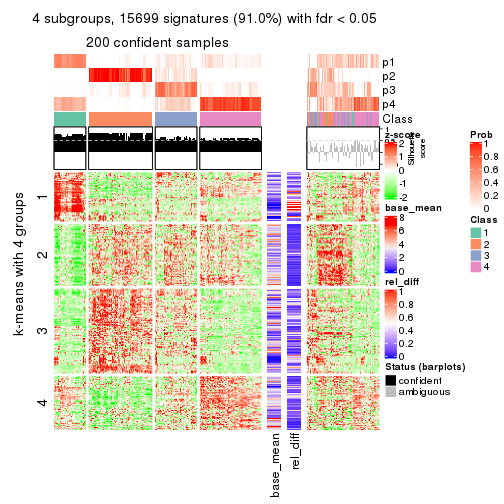 4 subgroups, 15699 signatures (91.0%) with fdr < 0.05
200 confident samples
p1
p2
p3
p4
Class
1
Silhouette
score
z-score
2
1
0
-1
-2
base_mean
8
6
4
2
0
rel_diff
1
0.8
0.6
0.4
0.2
0
Status (barplots)
confident
ambiguous
Prob
1
0.8
0.6
0.4
0.2
0
Class
1
2
3
4
k-means with 4 groups
1
2
3
4
base_mean
rel_diff